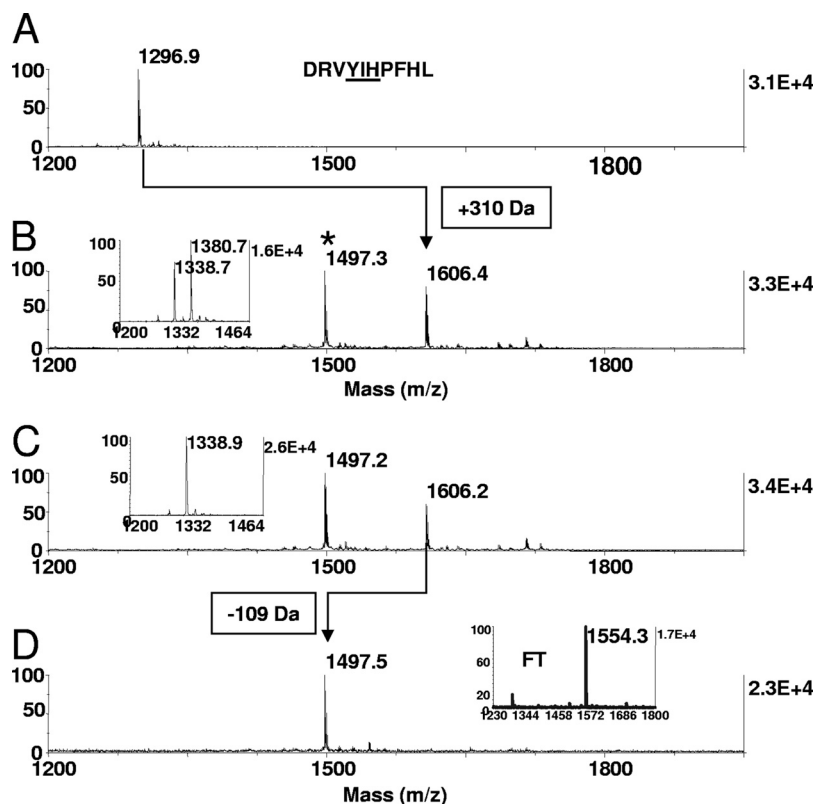 A
1296.9
DRVYIHPFHL
100
50
0
3.1E+4
1200
1500
1800
+310 Da
B
*
100
50
0
1380.7
1338.7
1.6E+4
1200 1332 1464
1497.3
1606.4
100
50
0
3.3E+4
1200
1500
1800
Mass (m/z)
C
100
50
0
1338.9
2.6E+4
1200 1332 1464
1497.2
1606.2
100
50
0
3.4E+4
1200
1500
1800
-109 Da
D
1497.5
100
80
60
40
20
0
FT
1554.3
1.7E+4
1230 1344 1458 1572 1686 1800
100
50
0
2.3E+4
1200
1500
1800
Mass (m/z)